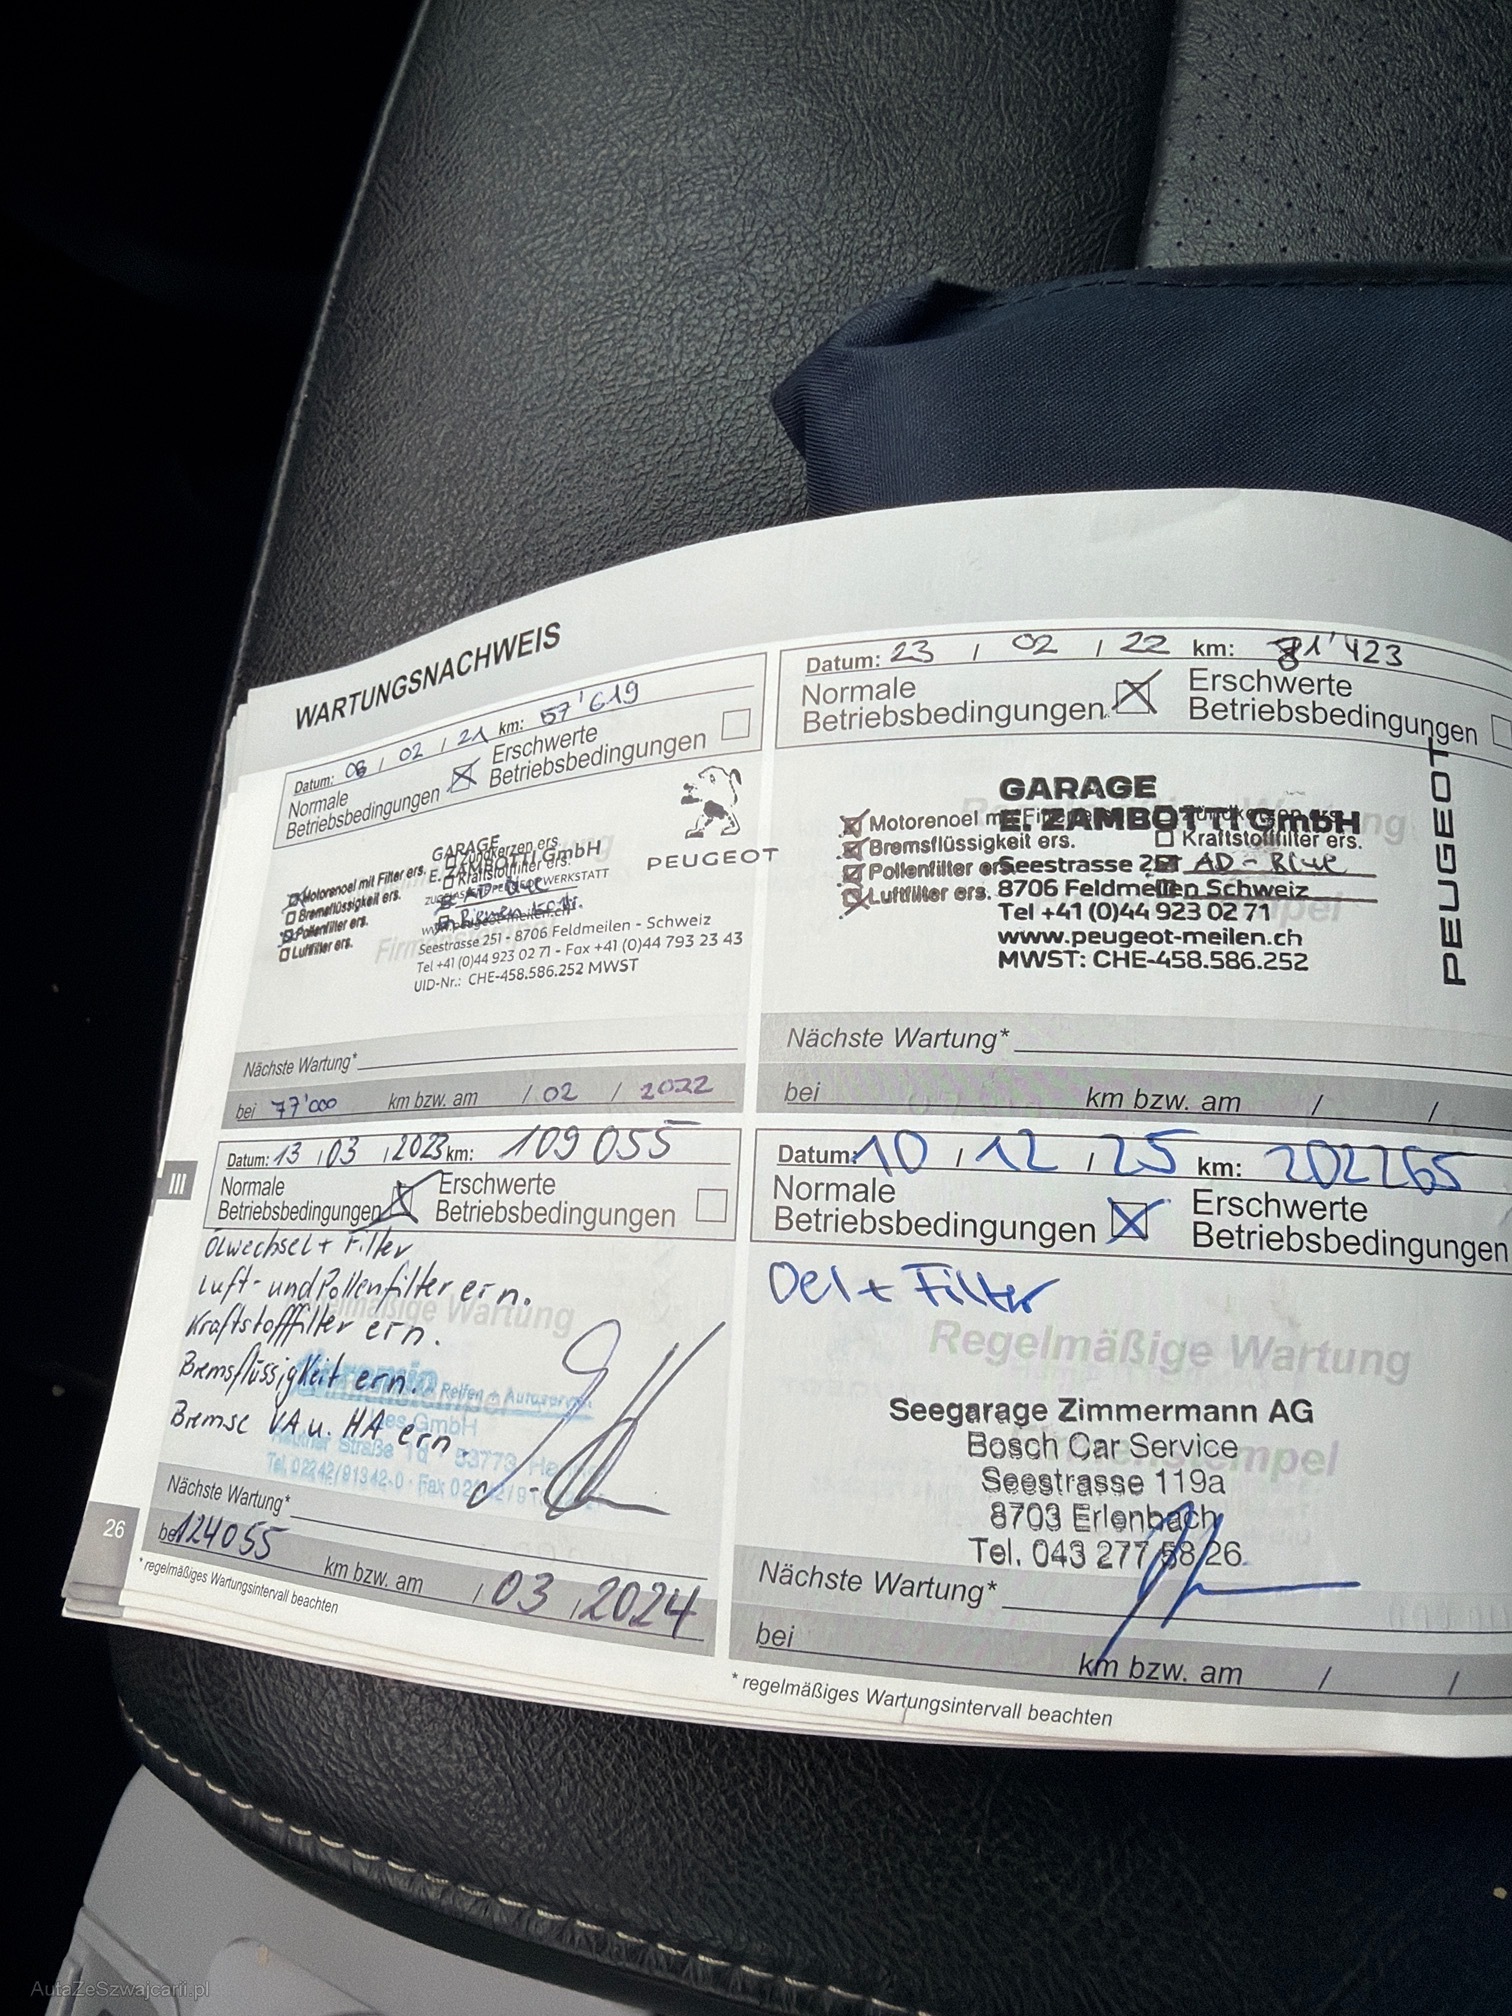 WARTUNGSNACHWEIS
Datum: 08 / 02 / 21 km: 57'619
Normale Betriebsbedingungen
Erschwerte Betriebsbedingungen
GARAGE
E. ZAMBOTTI GmbH
Motorenoel mit Filter ers.
Bremsflüssigkeit ers.
Pollenfilter ers.
Luftfilter ers.
Zündkerzen ers.
Kraftstofffilter ers.
PEUGEOT
Seestrasse 251 - 8706 Feldmeilen - Schweiz
Tel +41 (0)44 923 02 71 - Fax +41 (0)44 793 23 43
UID-Nr.: CHE-458.586.252 MWST
Nächste Wartung*
bei 77'000 km bzw. am / 02 / 2022
Datum: 23 / 02 / 22 km: 81'423
Normale
Betriebsbedingungen
Erschwerte
Betriebsbedingungen
GARAGE
E. ZAMBOTTI GmbH
Motorenoel mit Filter
Bremsflüssigkeit ers.
Kraftstofffilter ers.
Pollenfilter ers.
AD-Blue
Luftfilter ers.
8706 Feldmeilen Schweiz
Tel +41 (0)44 923 02 71
www.peugeot-meilen.ch
MWST: CHE-458.586.252
PEUGEOT
Nächste Wartung*
bei km bzw. am / /
III
Datum: 13 / 03 / 2023 km: 109055
Normale
Betriebsbedingungen
Erschwerte
Betriebsbedingungen
Ölwechsel + Filter
Luft- und Pollenfilter ern.
Kraftstofffilter ern.
Bremsflüssigkeit ern.
Reifen + Autoservice
Bremse VA u. HA ern.
Nächste Wartung*
bei 124055 km bzw. am / 03 / 2024
* regelmäßiges Wartungsintervall beachten
26
Datum: 10 / 12 / 25 km: 202265
Normale
Betriebsbedingungen
Erschwerte
Betriebsbedingungen
Oel + Filter
Regelmäßige Wartung
Seegarage Zimmermann AG
Bosch Car Service
Seestrasse 119a
8703 Erlenbach
Tel. 043 277 58 26
Nächste Wartung*
bei km bzw. am / /
* regelmäßiges Wartungsintervall beachten
AutaZeSzwajcarii.pl